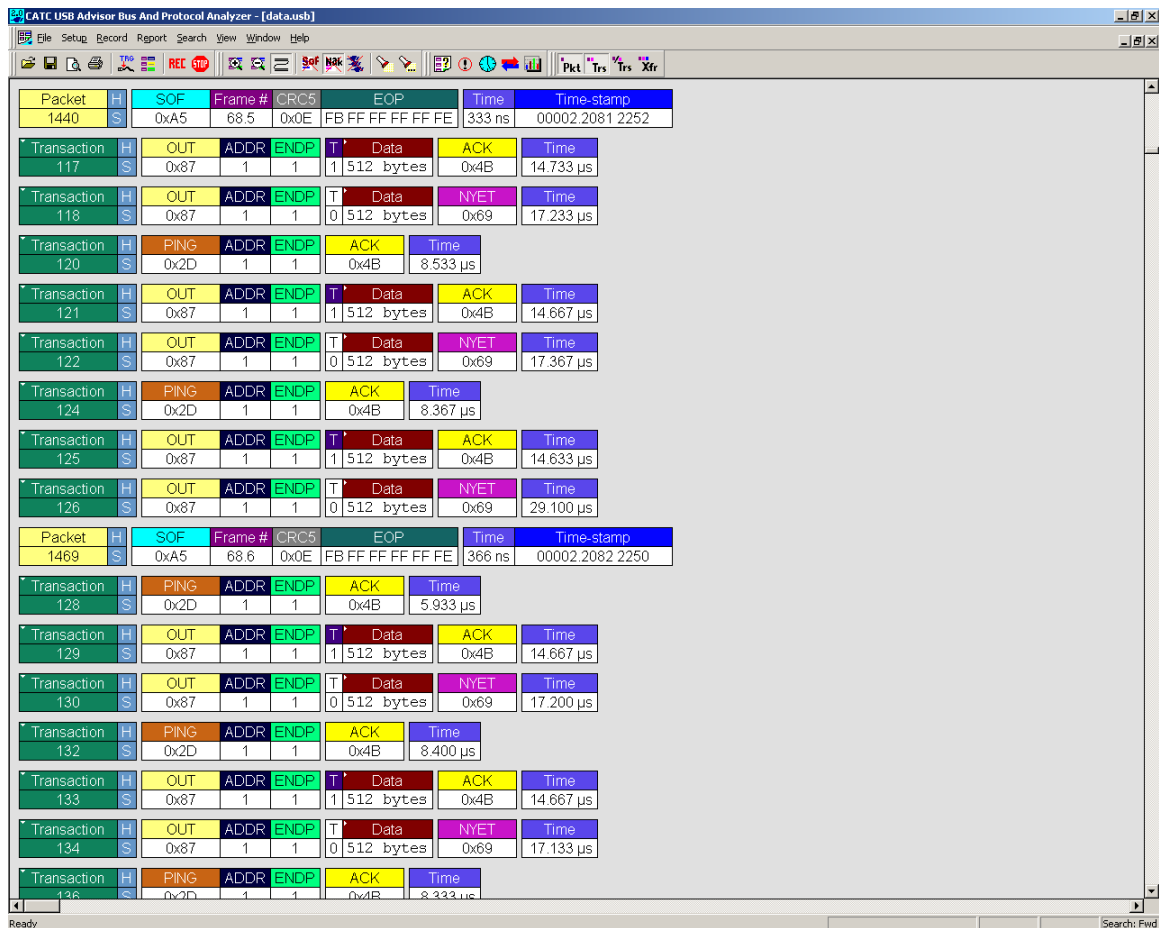 CATC USB Advisor Bus And Protocol Analyzer - [data.usb]
File Setup Record Report Search View Window Help
TRG REC STOP Sof Nak Pkt Trs Trs Xfr
Packet H SOF Frame # CRC5 EOP Time Time-stamp
1440 S 0xA5 68.5 0x0E FB FF FF FF FF FE 333 ns 00002.2081 2252
Transaction H OUT ADDR ENDP T Data ACK Time
117 S 0x87 1 1 1 512 bytes 0x4B 14.733 µs
Transaction H OUT ADDR ENDP T Data NYET Time
118 S 0x87 1 1 0 512 bytes 0x69 17.233 µs
Transaction H PING ADDR ENDP ACK Time
120 S 0x2D 1 1 0x4B 8.533 µs
Transaction H OUT ADDR ENDP T Data ACK Time
121 S 0x87 1 1 1 512 bytes 0x4B 14.667 µs
Transaction H OUT ADDR ENDP T Data NYET Time
122 S 0x87 1 1 0 512 bytes 0x69 17.367 µs
Transaction H PING ADDR ENDP ACK Time
124 S 0x2D 1 1 0x4B 8.367 µs
Transaction H OUT ADDR ENDP T Data ACK Time
125 S 0x87 1 1 1 512 bytes 0x4B 14.633 µs
Transaction H OUT ADDR ENDP T Data NYET Time
126 S 0x87 1 1 0 512 bytes 0x69 29.100 µs
Packet H SOF Frame # CRC5 EOP Time Time-stamp
1469 S 0xA5 68.6 0x0E FB FF FF FF FF FE 366 ns 00002.2082 2250
Transaction H PING ADDR ENDP ACK Time
128 S 0x2D 1 1 0x4B 5.933 µs
Transaction H OUT ADDR ENDP T Data ACK Time
129 S 0x87 1 1 1 512 bytes 0x4B 14.667 µs
Transaction H OUT ADDR ENDP T Data NYET Time
130 S 0x87 1 1 0 512 bytes 0x69 17.200 µs
Transaction H PING ADDR ENDP ACK Time
132 S 0x2D 1 1 0x4B 8.400 µs
Transaction H OUT ADDR ENDP T Data ACK Time
133 S 0x87 1 1 1 512 bytes 0x4B 14.667 µs
Transaction H OUT ADDR ENDP T Data NYET Time
134 S 0x87 1 1 0 512 bytes 0x69 17.133 µs
Transaction H PING ADDR ENDP ACK Time
136 S 0x2D 1 1 0x4B 8.333 µs
Ready Search: Fwd